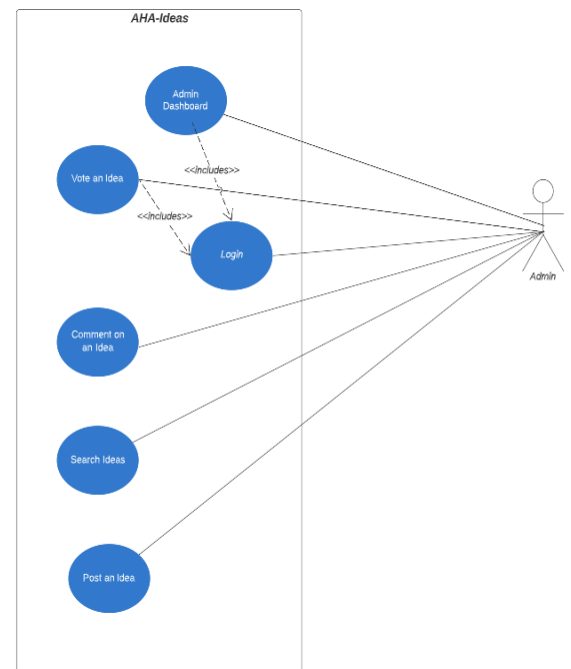 AHA-Ideas
Admin
Dashboard
<<includes>>
Vote an Idea
<<includes>>
Login
Admin
Comment on
an Idea
Search Ideas
Post an Idea